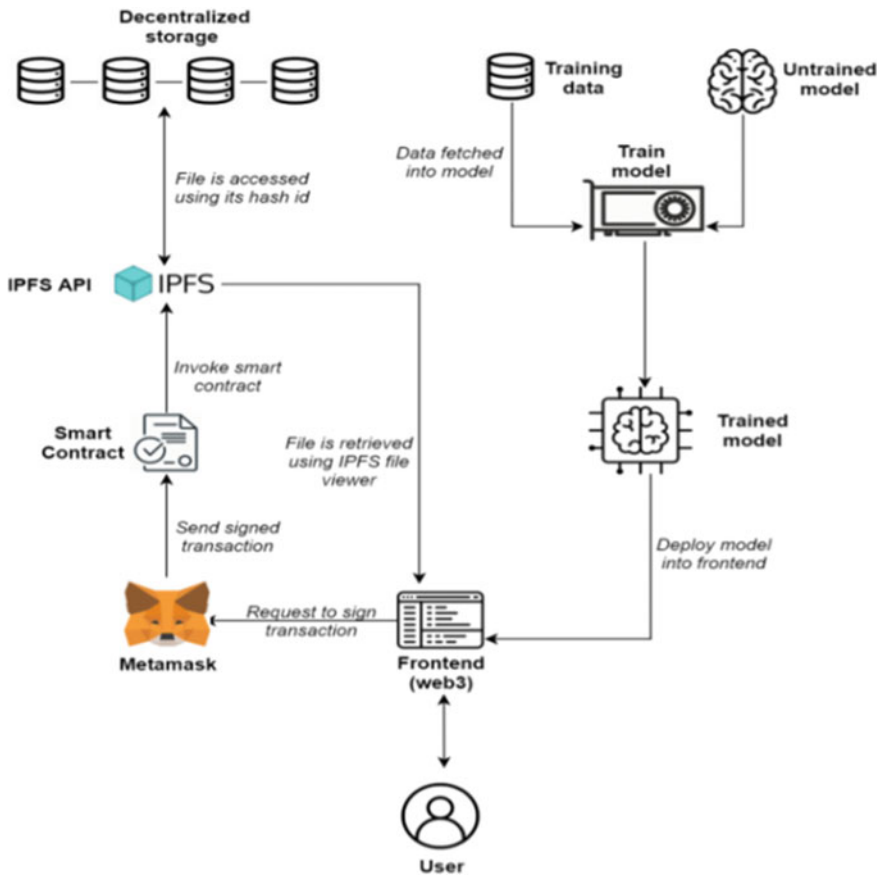 Decentralized
storage
Training
data
Untrained
model
Data fetched
into model
Train
model
File is accessed
using its hash id
IPFS API
IPFS
Invoke smart
contract
Smart
Contract
File is retrieved
using IPFS file
viewer
Trained
model
Send signed
transaction
Deploy model
into frontend
Request to sign
transaction
Metamask
Frontend
(web3)
User